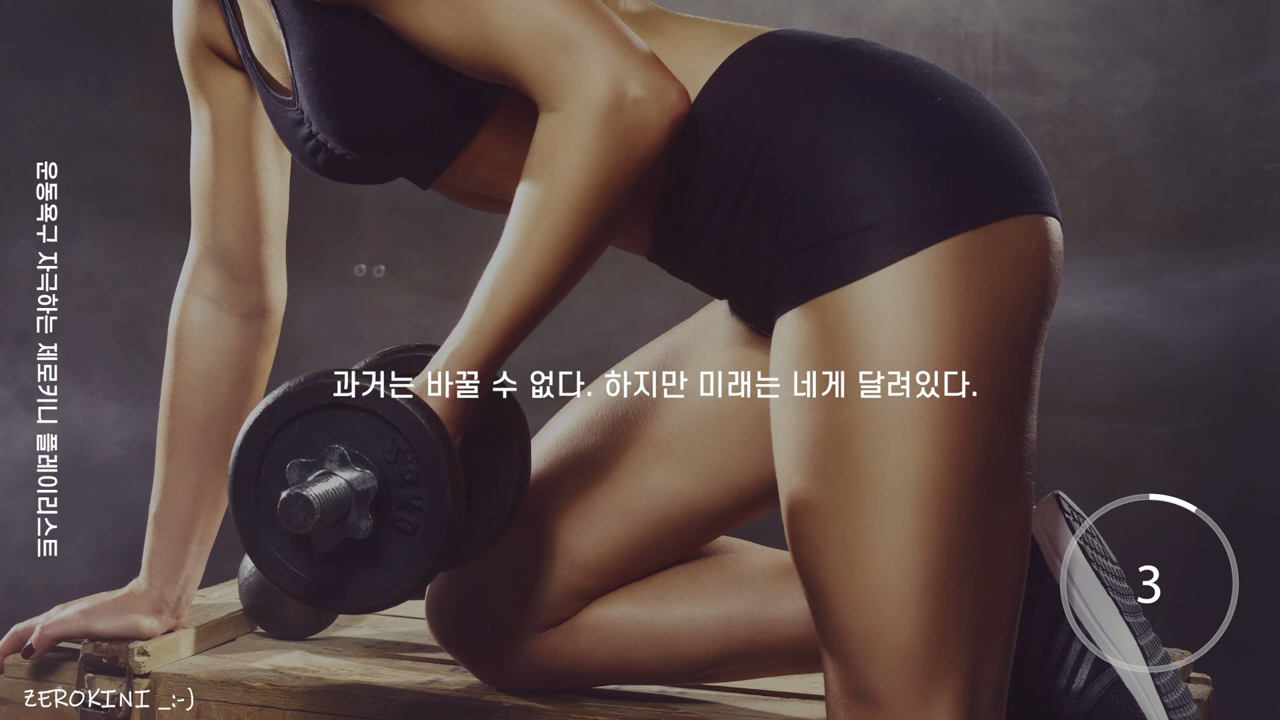 운동욕구 자극하는 제로키니 플레이리스트
과거는 바꿀 수 없다. 하지만 미래는 네게 달려있다.
5.0KG
3
ZEROKINI _:-)